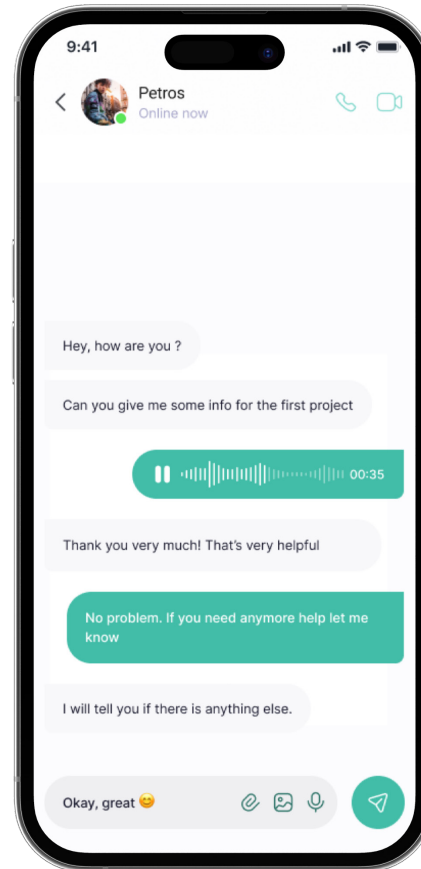 9:41
Petros
Online now
Hey, how are you ?
Can you give me some info for the first project
00:35
Thank you very much! That's very helpful
No problem. If you need anymore help let me
know
I will tell you if there is anything else.
Okay, great 😊